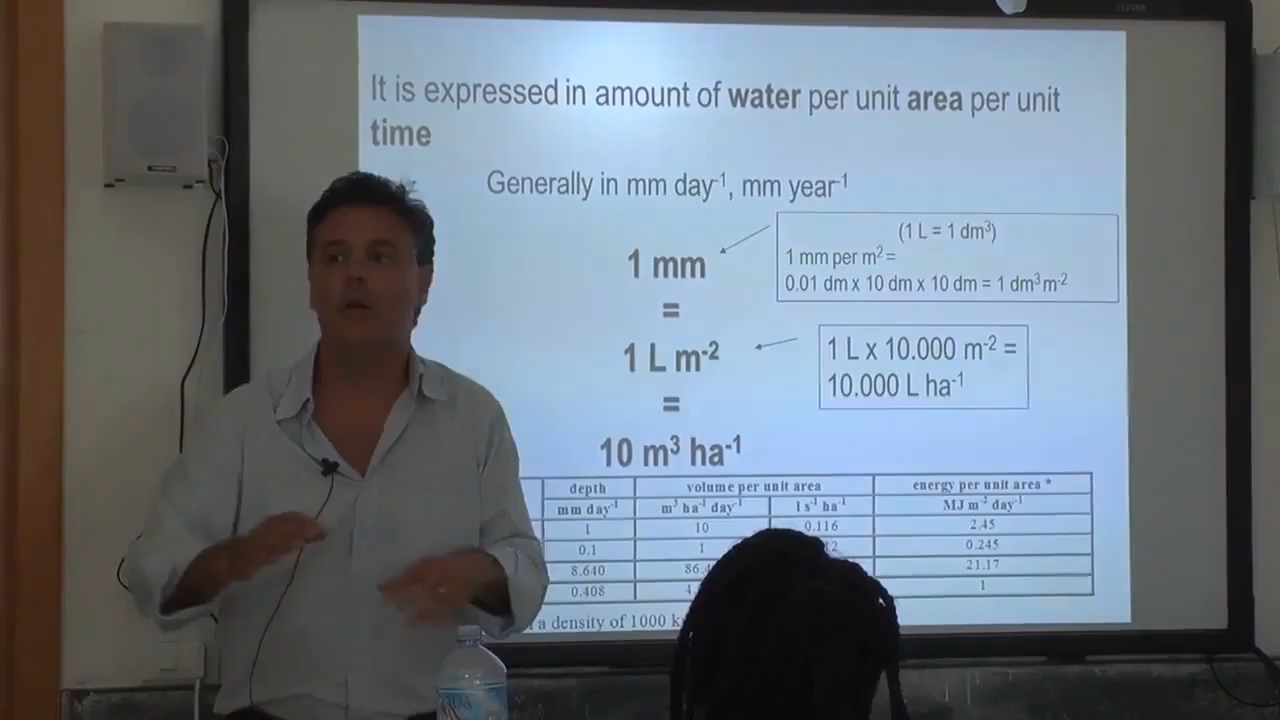 It is expressed in amount of water per unit area per unit
time
Generally in mm day-1, mm year-1
1 mm
(1 L = 1 dm3)
1 mm per m2 =
0.01 dm x 10 dm x 10 dm = 1 dm3 m-2
=
1 L m-2
1 L x 10.000 m-2 =
10.000 L ha-1
=
10 m3 ha-1
depth volume per unit area energy per unit area *
mm day-1 m3 ha-1 day-1 l s-1 ha-1 MJ m-2 day-1
1 10 0.116 2.45
0.1 1 0.245
8.640 21.17
0.408 1
a density of 1000